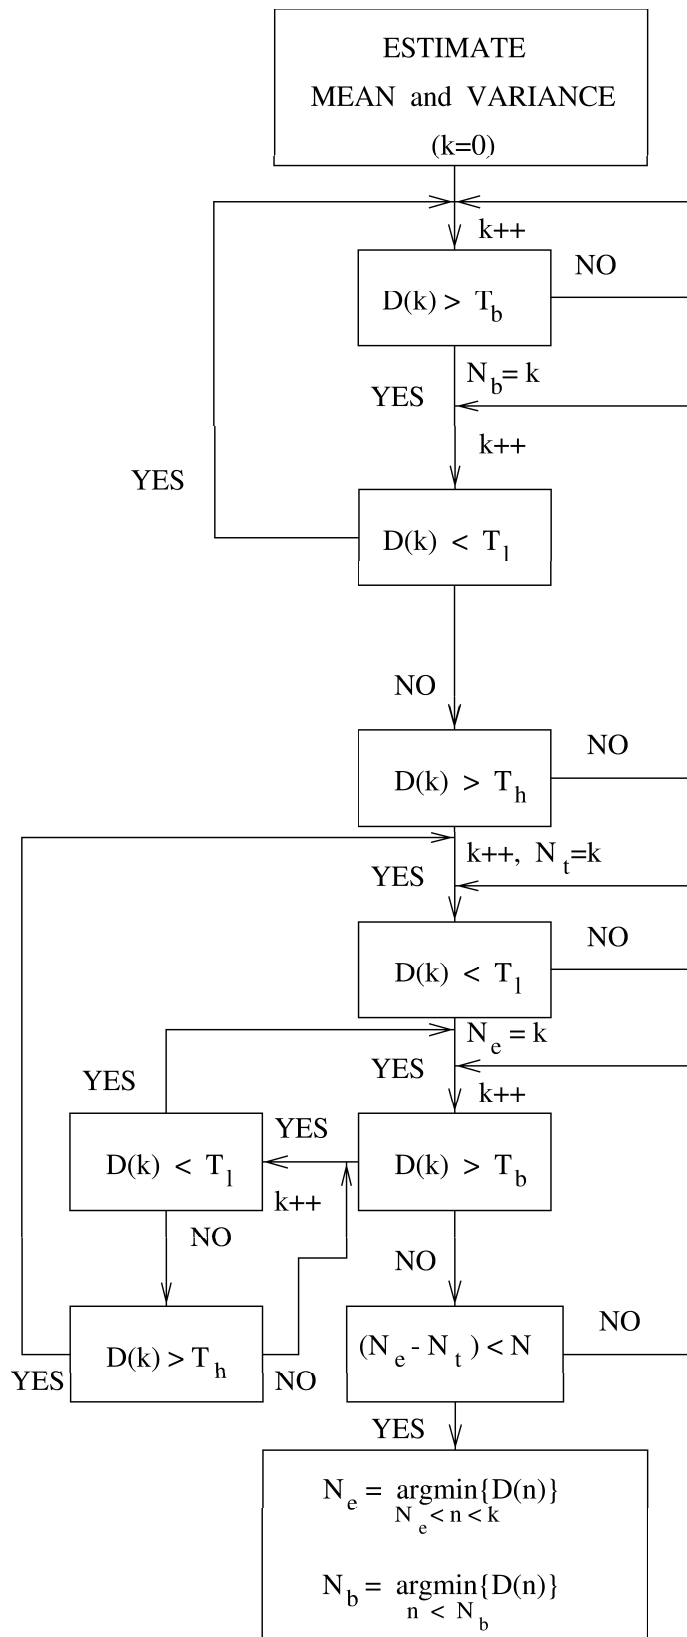 ESTIMATE
MEAN and VARIANCE
(k=0)
k++
NO
D(k) > T_b
N_b = k
YES
k++
YES
D(k) < T_l
NO
NO
D(k) > T_h
k++, N_t=k
YES
NO
D(k) < T_l
N_e = k
YES
YES
k++
YES
D(k) < T_l
D(k) > T_b
k++
NO
NO
NO
(N_e - N_t) < N
D(k) > T_h
YES
NO
YES
N_e = argmin{D(n)}
N_e < n < k
N_b = argmin{D(n)}
n < N_b